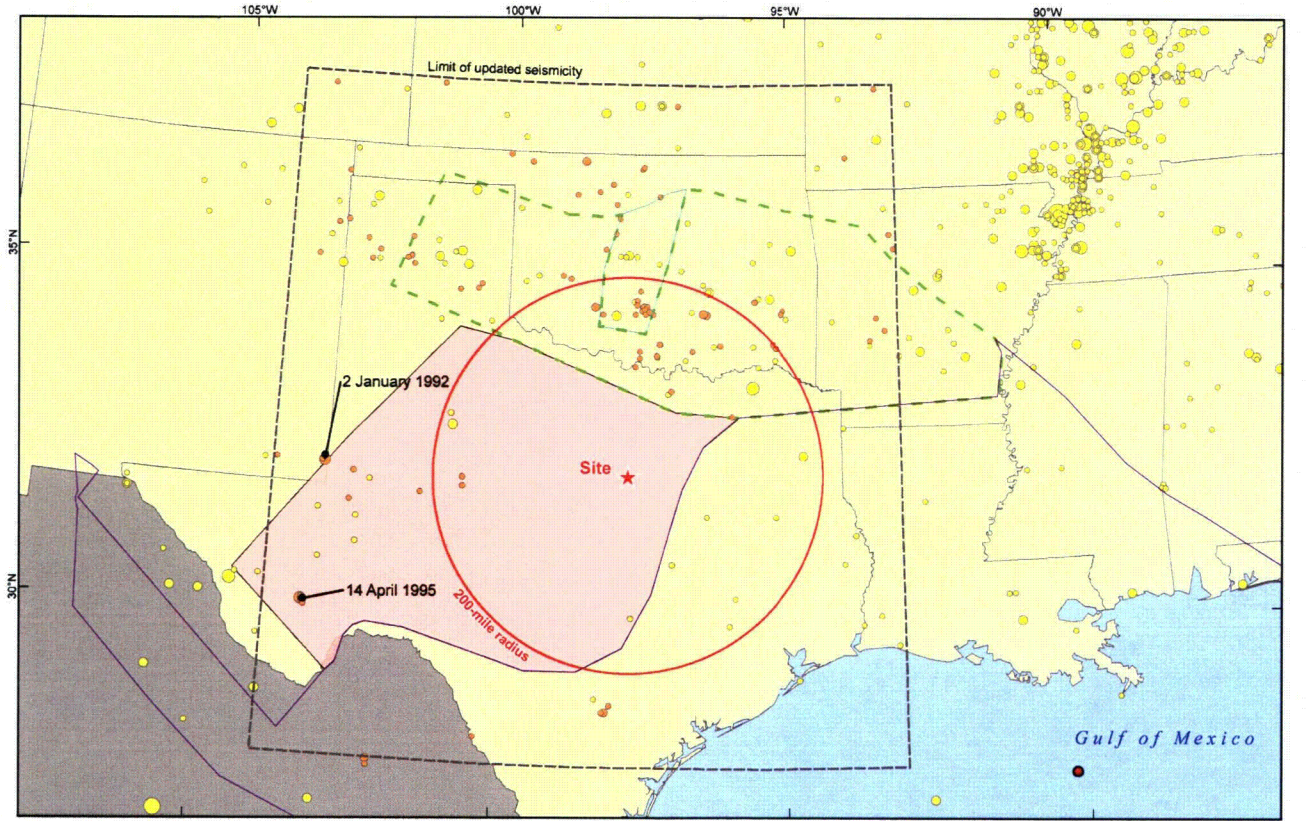 105°W
100°W
95°W
90°W
Limit of updated seismicity
35°N
2 January 1992
Site
30°N
14 April 1995
200-mile radius
Gulf of Mexico